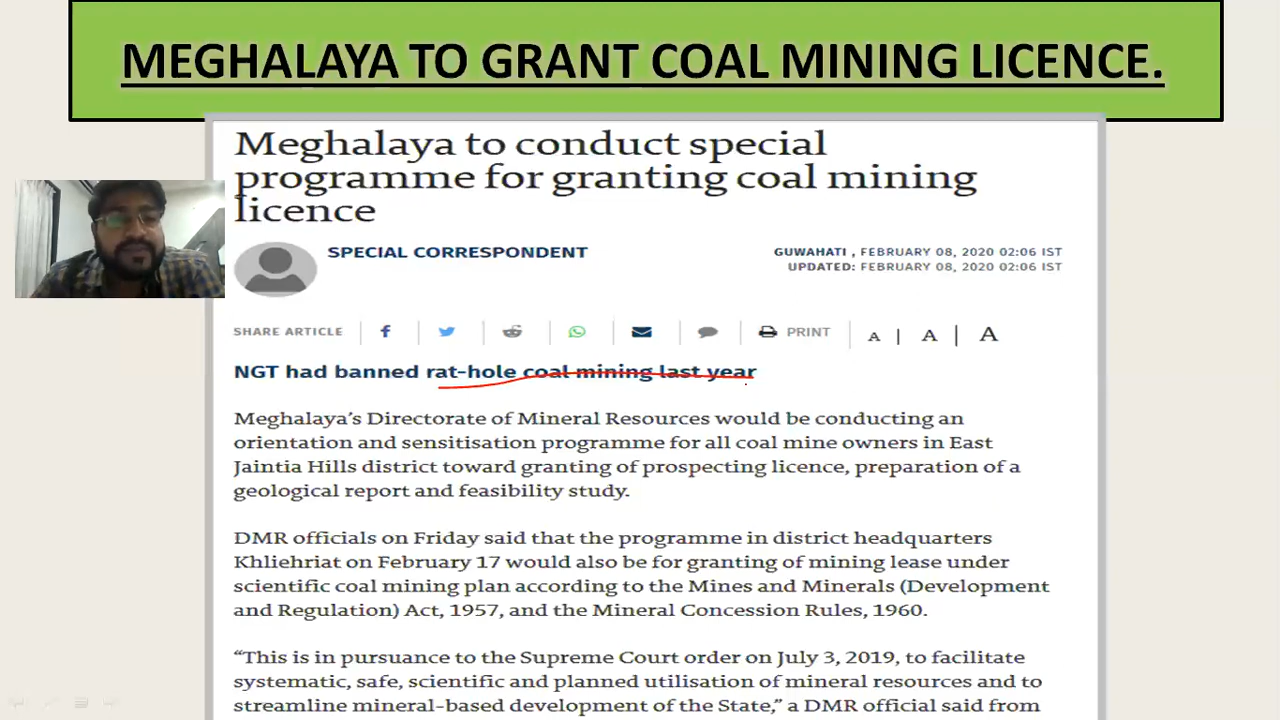 MEGHALAYA TO GRANT COAL MINING LICENCE.
Meghalaya to conduct special
programme for granting coal mining
licence
SPECIAL CORRESPONDENT
GUWAHATI , FEBRUARY 08, 2020 02:06 IST
UPDATED: FEBRUARY 08, 2020 02:06 IST
SHARE ARTICLE
PRINT
A | A | A
NGT had banned rat-hole coal mining last year
Meghalaya’s Directorate of Mineral Resources would be conducting an
orientation and sensitisation programme for all coal mine owners in East
Jaintia Hills district toward granting of prospecting licence, preparation of a
geological report and feasibility study.
DMR officials on Friday said that the programme in district headquarters
Khliehriat on February 17 would also be for granting of mining lease under
scientific coal mining plan according to the Mines and Minerals (Development
and Regulation) Act, 1957, and the Mineral Concession Rules, 1960.
“This is in pursuance to the Supreme Court order on July 3, 2019, to facilitate
systematic, safe, scientific and planned utilisation of mineral resources and to
streamline mineral-based development of the State,” a DMR official said from